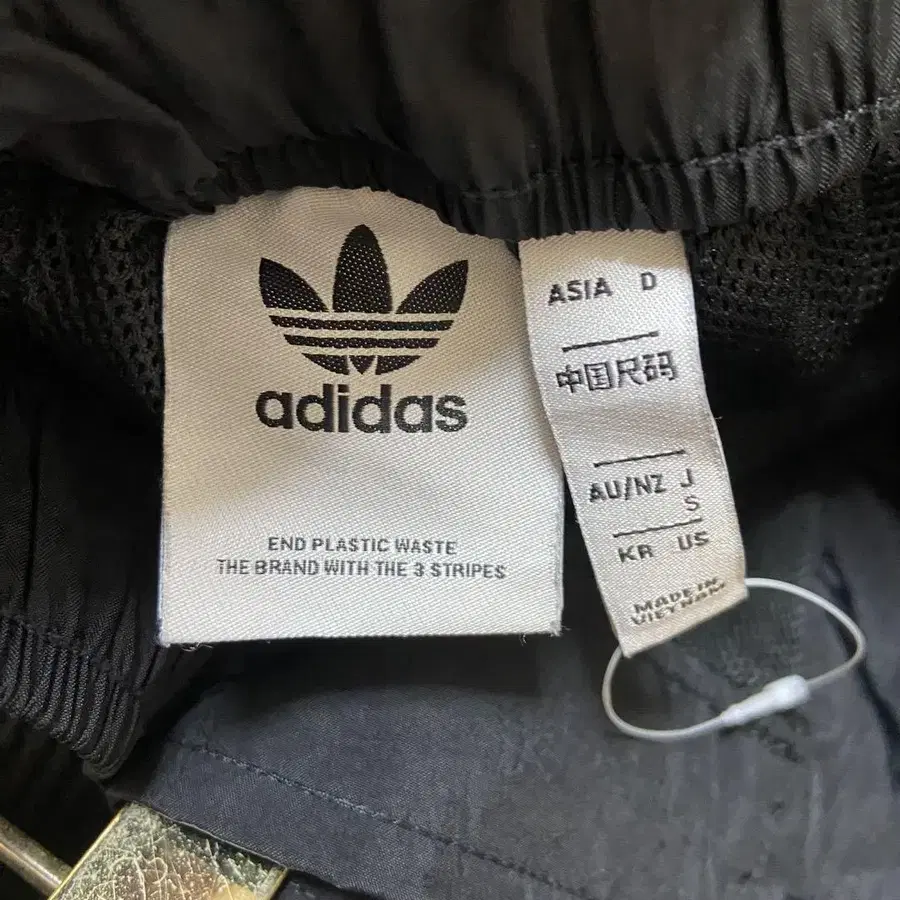 adidas
END PLASTIC WASTE
THE BRAND WITH THE 3 STRIPES
ASIA D
中国尺码
AU/NZ J
S
KR US
MADE IN
VIETNAM